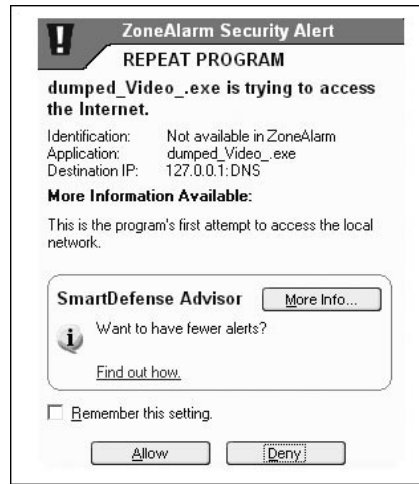 ZoneAlarm Security Alert
REPEAT PROGRAM
dumped_Video_.exe is trying to access
the Internet.
Identification: Not available in ZoneAlarm
Application: dumped_Video_.exe
Destination IP: 127.0.0.1:DNS
More Information Available:
This is the program's first attempt to access the local
network.
SmartDefense Advisor More Info...
Want to have fewer alerts?
Find out how.
Remember this setting.
Allow Deny